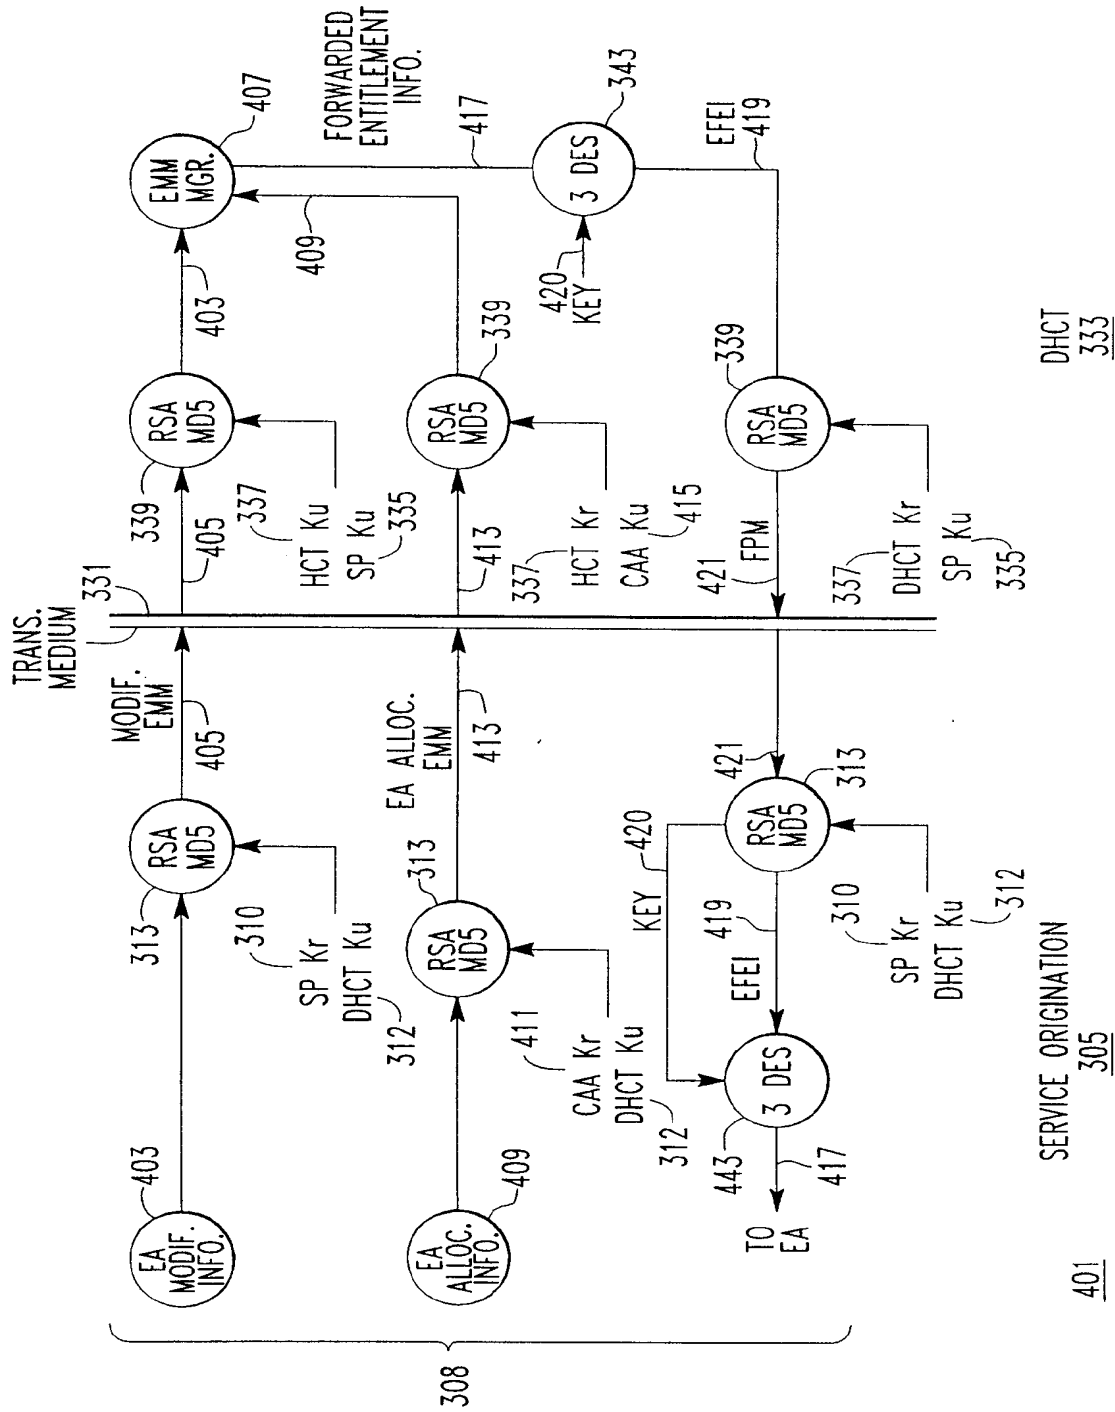 TRANS.
MEDIUM
331
EA
MODIF.
INFO.
403
313
RSA
MD5
310
SP Kr
DHCT Ku
312
MODIF.
EMM
405
405
339
RSA
MD5
337
HCT Ku
SP Ku
335
403
EMM
MGR.
407
EA
ALLOC.
INFO.
409
RSA
MD5
313
411
CAA Kr
DHCT Ku
312
EA ALLOC.
EMM
413
413
RSA
MD5
339
337
HCT Kr
CAA Ku
415
409
FORWARDED
ENTITLEMENT
INFO.
417
3 DES
343
420
KEY
EFEI
419
TO
EA
417
443
3 DES
EFEI
419
KEY
420
RSA
MD5
313
310
SP Kr
DHCT Ku
312
421
421
FPM
RSA
MD5
339
337
DHCT Kr
SP Ku
335
308
401
SERVICE ORIGINATION
305
DHCT
333